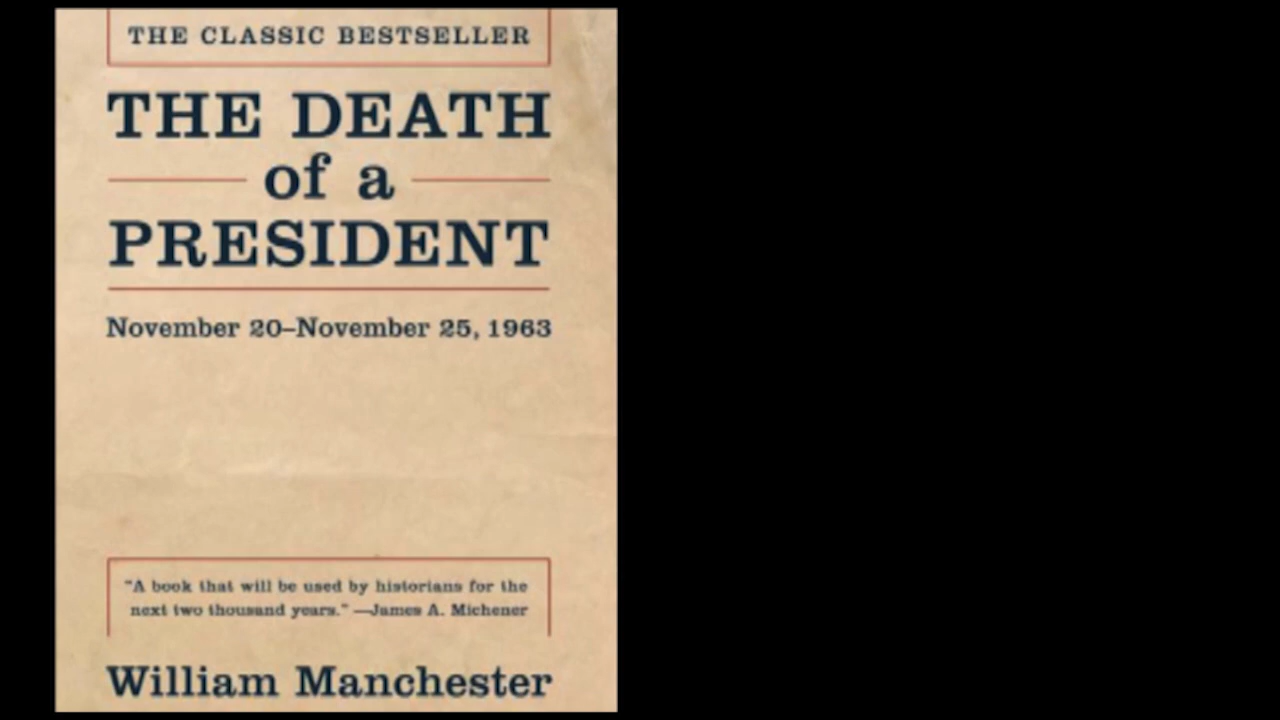 THE CLASSIC BESTSELLER
THE DEATH
of a
PRESIDENT
November 20–November 25, 1963
"A book that will be used by historians for the
next two thousand years." —James A. Michener
William Manchester